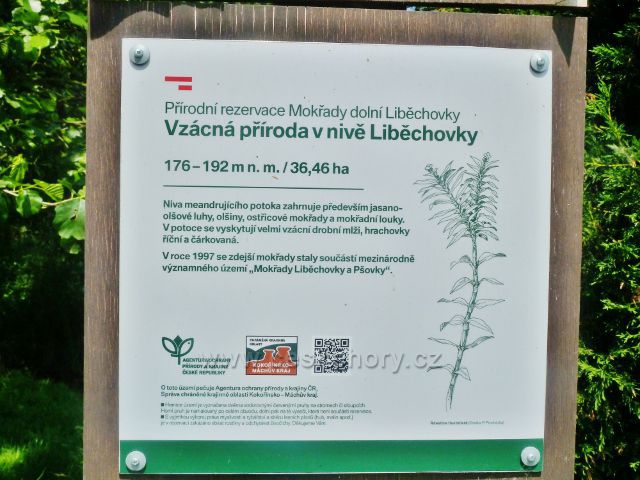 Přírodní rezervace Mokřady dolní Liběchovky
Vzácná příroda v nivě Liběchovky
176 – 192 m n. m. / 36,46 ha
Niva meandrujícího potoka zahrnuje především jasano-
olšové luhy, olšiny, ostřicové mokřady a mokřadní louky.
V potoce se vyskytují velmi vzácní drobní mlži, hrachovky
říční a čárkovaná.
V roce 1997 se zdejší mokřady staly součástí mezinárodně
významného území „Mokřady Liběchovky a Pšovky“.
AGENTURA OCHRANY
PŘÍRODY A KRAJINY
ČESKÉ REPUBLIKY
CHRÁNĚNÁ KRAJINNÁ
OBLAST
KOKOŘÍNSKO-
MÁCHŮV KRAJ
O toto území pečuje Agentura ochrany přírody a krajiny ČR,
Správa chráněné krajinné oblasti Kokořínsko – Máchův kraj.